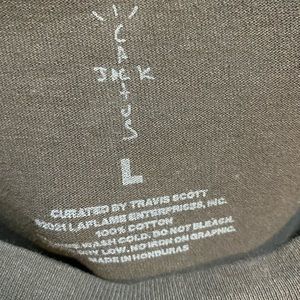 CACTUS
JACK
L
CURATED BY TRAVIS SCOTT
©2021 LAFLAME ENTERPRISES, INC.
100% COTTON
WASH COLD. DO NOT BLEACH.
DRY LOW. NO IRON ON GRAPHIC.
MADE IN HONDURAS